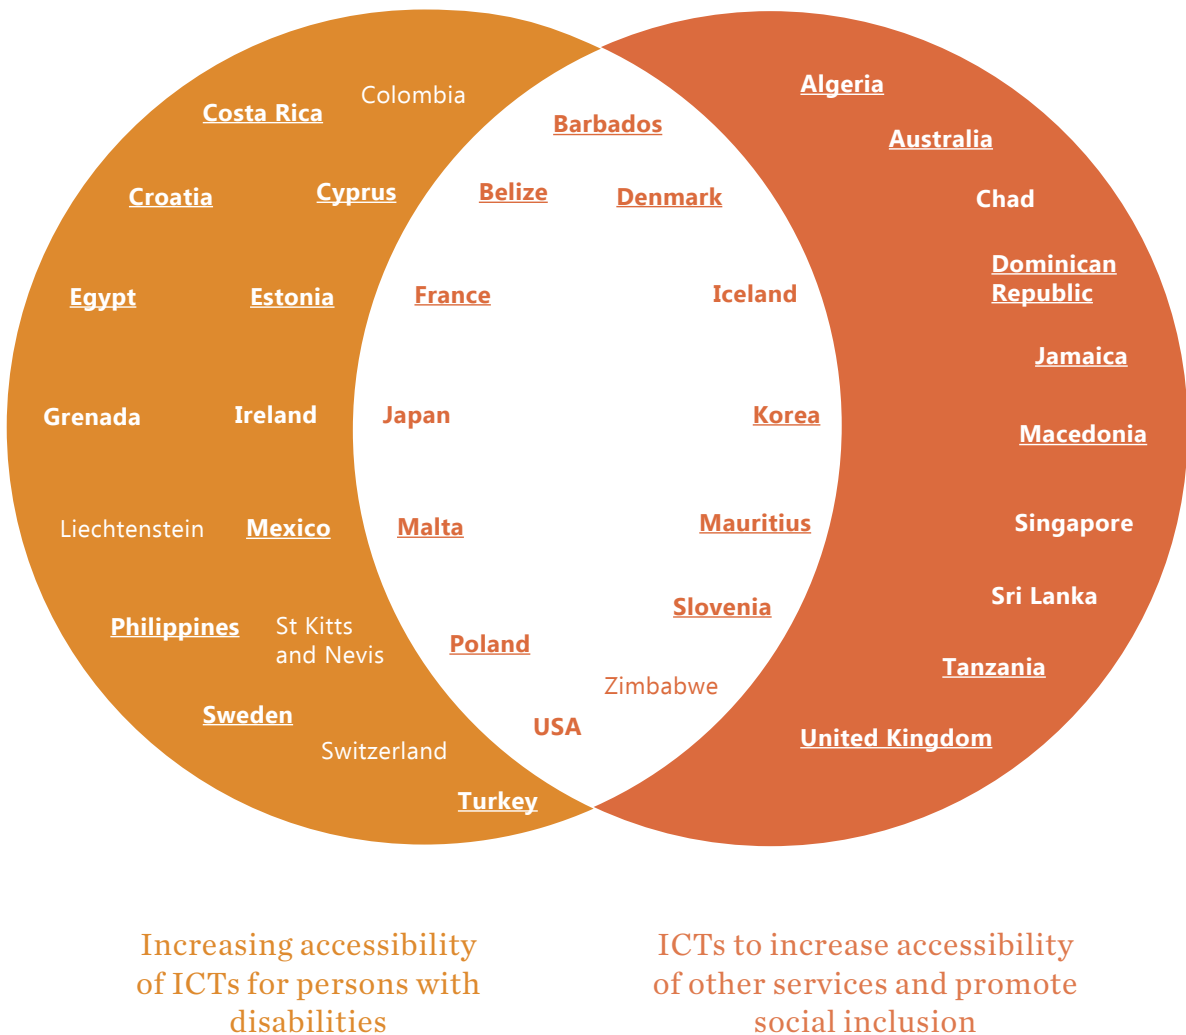 Colombia
Costa Rica
Croatia
Cyprus
Egypt
Estonia
Grenada
Ireland
Liechtenstein
Mexico
Philippines
St Kitts
and Nevis
Sweden
Switzerland
Turkey
Barbados
Belize
Denmark
France
Iceland
Japan
Korea
Malta
Mauritius
Slovenia
Poland
Zimbabwe
USA
Algeria
Australia
Chad
Dominican
Republic
Jamaica
Macedonia
Singapore
Sri Lanka
Tanzania
United Kingdom
Increasing accessibility
of ICTs for persons with
disabilities
ICTs to increase accessibility
of other services and promote
social inclusion